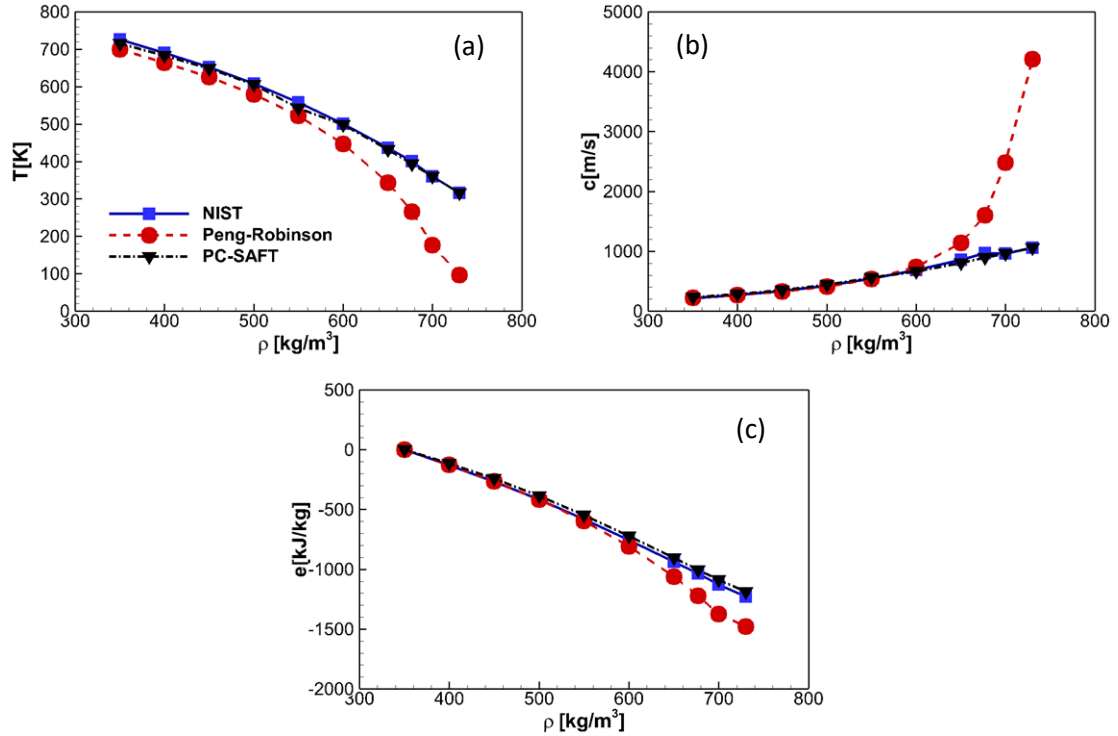 (a)
T[K]
800
700
600
500
400
300
200
100
0
NIST
Peng-Robinson
PC-SAFT
300 400 500 600 700 800
ρ [kg/m³]
(b)
c[m/s]
5000
4000
3000
2000
1000
0
300 400 500 600 700 800
ρ [kg/m³]
(c)
e[kJ/kg]
500
0
-500
-1000
-1500
-2000
300 400 500 600 700 800
ρ [kg/m³]